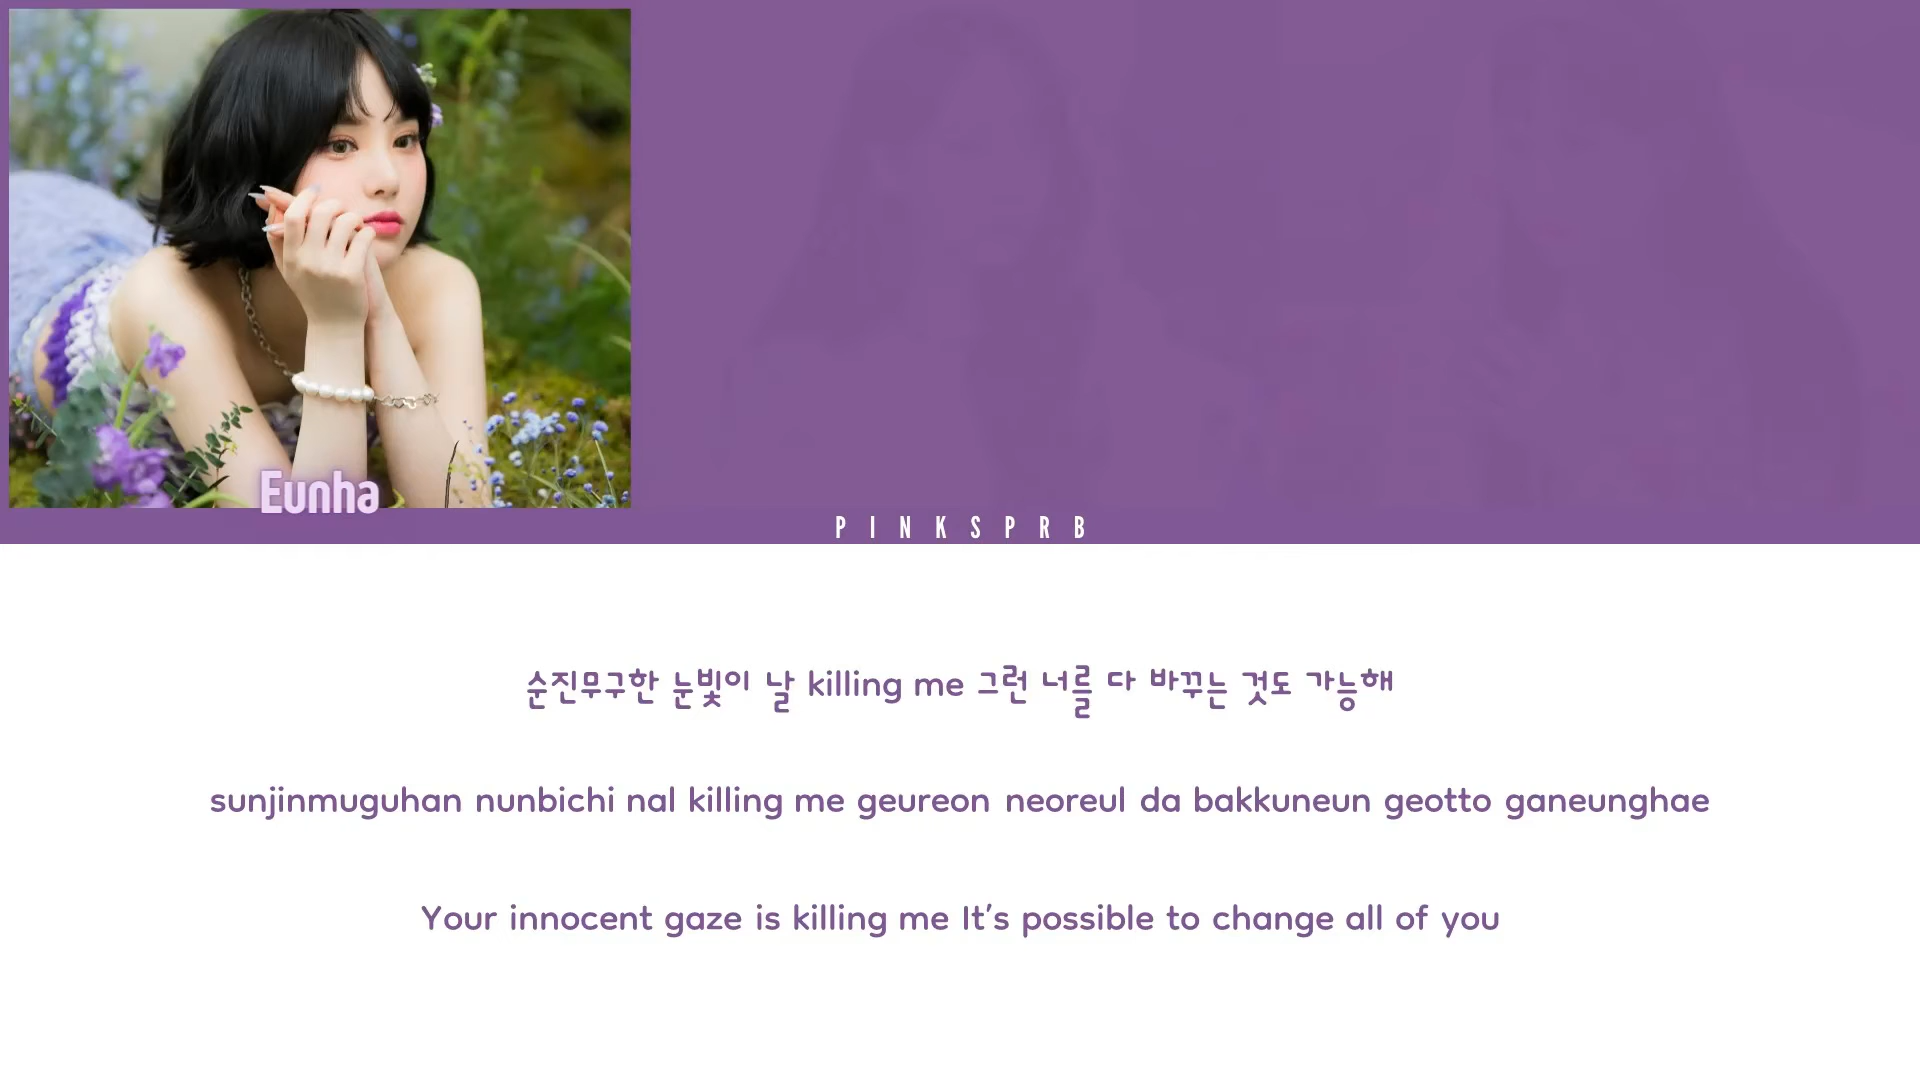 Eunha
PINKSPRB
순진무구한 눈빛이 날 killing me 그런 너를 다 바꾸는 것도 가능해
sunjinmuguhan nunbichi nal killing me geureon neoreul da bakkuneun geotto ganeunghae
Your innocent gaze is killing me It's possible to change all of you